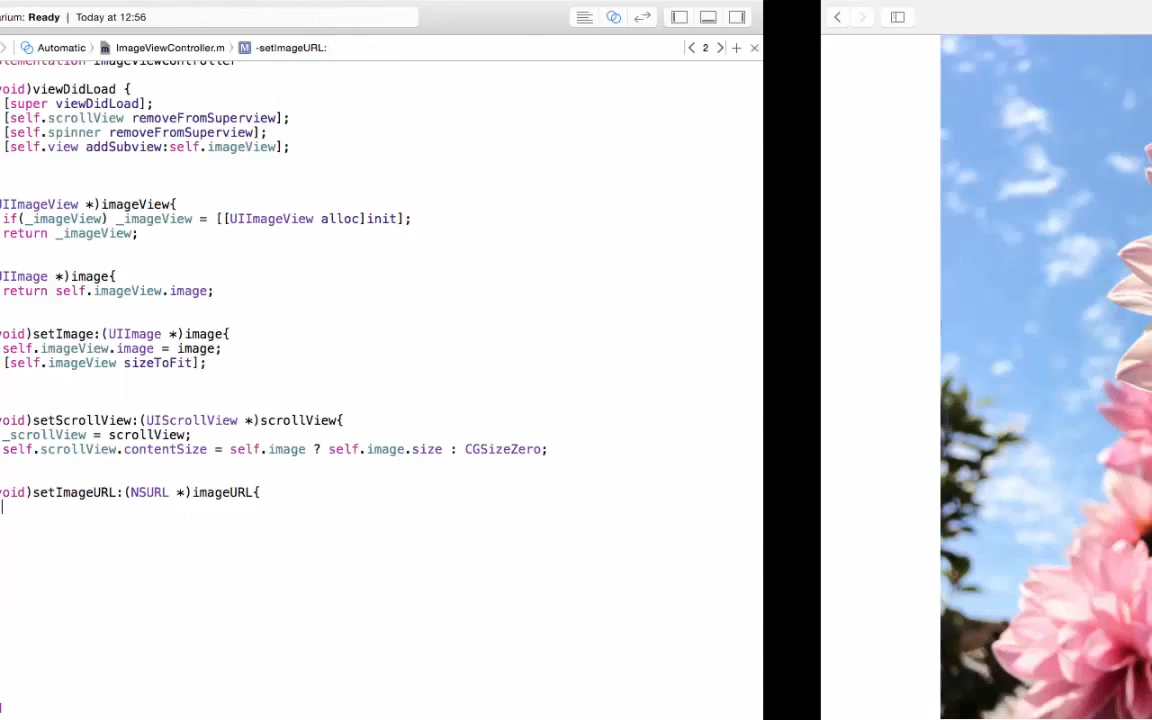 arium: Ready | Today at 12:56
Automatic ImageViewController.m M -setImageURL: 2
lementation ImageViewController
void)viewDidLoad {
[super viewDidLoad];
[self.scrollView removeFromSuperview];
[self.spinner removeFromSuperview];
[self.view addSubview:self.imageView];
UIImageView *)imageView{
if(_imageView) _imageView = [[UIImageView alloc]init];
return _imageView;
UIImage *)image{
return self.imageView.image;
void)setImage:(UIImage *)image{
self.imageView.image = image;
[self.imageView sizeToFit];
void)setScrollView:(UIScrollView *)scrollView{
_scrollView = scrollView;
self.scrollView.contentSize = self.image ? self.image.size : CGSizeZero;
void)setImageURL:(NSURL *)imageURL{